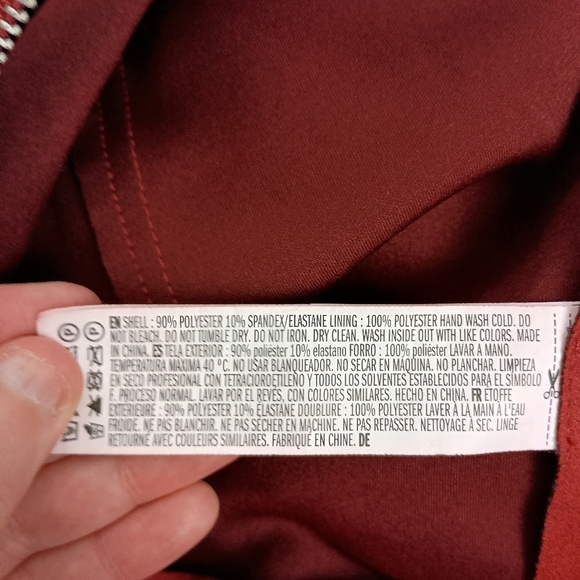 EN SHELL : 90% POLYESTER 10% SPANDEX/ELASTANE LINING : 100% POLYESTER HAND WASH COLD. DO
NOT BLEACH. DO NOT TUMBLE DRY. DO NOT IRON. DRY CLEAN. WASH INSIDE OUT WITH LIKE COLORS. MADE
IN CHINA. ES TELA EXTERIOR : 90% poliéster 10% elastano FORRO : 100% poliéster LAVAR A MANO.
TEMPERATURA MÁXIMA 40 ºC. NO USAR BLANQUEADOR. NO SECAR EN MÁQUINA. NO PLANCHAR. LIMPIEZA
EN SECO PROFESIONAL CON TETRACLOROETILENO Y TODOS LOS SOLVENTES ESTABLECIDOS PARA EL SÍMBOLO
F. PROCESO NORMAL. LAVAR POR EL REVÉS, CON COLORES SIMILARES. HECHO EN CHINA. FR ÉTOFFE
EXTÉRIEURE : 90% POLYESTER 10% ÉLASTANE DOUBLURE : 100% POLYESTER LAVER À LA MAIN À L'EAU
FROIDE. NE PAS BLANCHIR. NE PAS SÉCHER EN MACHINE. NE PAS REPASSER. NETTOYAGE À SEC. LINGE
RETOURNÉ AVEC COULEURS SIMILAIRES. FABRIQUÉ EN CHINE. DE